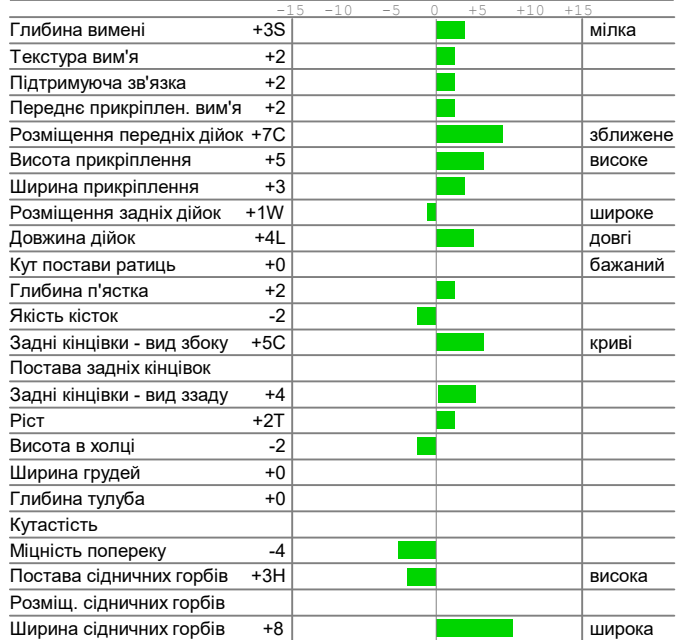 -15 -10 -5 0 +5 +10 +15
Глибина вимені +3S мілка
Текстура вим'я +2
Підтримуюча зв'язка +2
Переднє прикріплен. вим'я +2
Розміщення передніх дійок +7C зближене
Висота прикріплення +5 високе
Ширина прикріплення +3
Розміщення задніх дійок +1W широке
Довжина дійок +4L довгі
Кут постави ратиць +0 бажаний
Глибина п'ястка +2
Якість кісток -2
Задні кінцівки - вид збоку +5C криві
Постава задніх кінцівок
Задні кінцівки - вид ззаду +4
Ріст +2T
Висота в холці -2
Ширина грудей +0
Глибина тулуба +0
Кутастість
Міцність попереку -4
Постава сідничних горбів +3H висока
Розміщ. сідничних горбів
Ширина сідничних горбів +8 широка